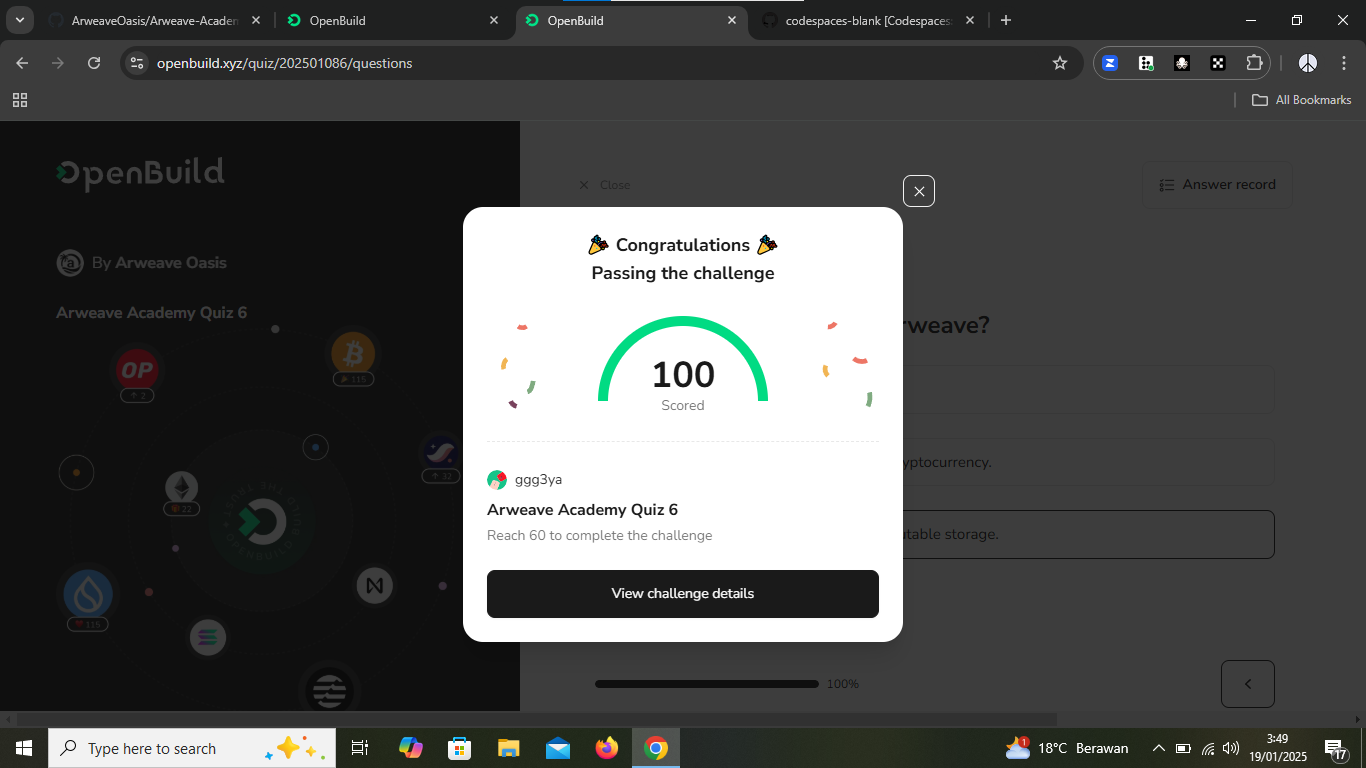 ArweaveOasis/Arweave-Academ
OpenBuild
OpenBuild
codespaces-blank [Codespaces:
openbuild.xyz/quiz/202501086/questions
All Bookmarks
OpenBuild
Close
Answer record
By Arweave Oasis
Arweave Academy Quiz 6
rweave?
yptocurrency.
utable storage.
OP
2
115
32
22
115
🎉 Congratulations 🎉
Passing the challenge
100
Scored
ggg3ya
Arweave Academy Quiz 6
Reach 60 to complete the challenge
View challenge details
100%
Type here to search
1
18°C Berawan
3:49
19/01/2025
17